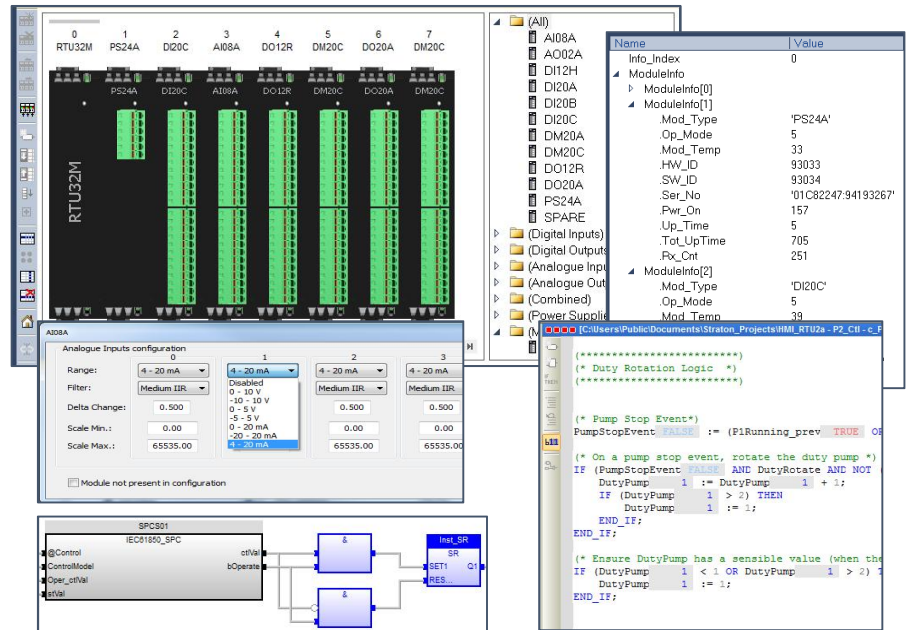 0 1 2 3 4 5 6 7
RTU32M PS24A DI20C AI08A DO12R DM20C DO20A DM20C
PS24A DI20C AI08A DO12R DM20C DO20A DM20C
RTU32M
(All)
AI08A
AO02A
DI12H
DI20A
DI20B
DI20C
DM20A
DM20C
DO12R
DO20A
PS24A
SPARE
(Digital Inputs)
(Digital Outputs
(Analogue Inpu
(Analogue Out
(Combined)
(Power Supplie
(M
Name Value
Info_Index 0
ModuleInfo
ModuleInfo[0]
ModuleInfo[1]
.Mod_Type 'PS24A'
.Op_Mode 5
.Mod_Temp 33
.HW_ID 93033
.SW_ID 93034
.Ser_No '01C82247:94193267'
.Pwr_On 157
.Up_Time 5
.Tot_UpTime 705
.Rx_Cnt 251
ModuleInfo[2]
.Mod_Type 'DI20C'
.Op_Mode 5
.Mod_Temp 39
AI08A
Analogue Inputs configuration
0 1 2 3
Range: 4 - 20 mA 4 - 20 mA 4 - 20 mA 4 - 20 mA
Disabled
0 - 10 V
-10 - 10 V
0 - 5 V
-5 - 5 V
0 - 20 mA
-20 - 20 mA
4 - 20 mA
Filter: Medium IIR Medium IIR Medium IIR
Delta Change: 0.500 0.500 0.500
Scale Min.: 0.00 0.00 0.00
Scale Max.: 65535.00 65535.00 65535.00
Module not present in configuration
SPCS01
IEC61850_SPC
@Control ctlVal
ControlModel bOperate
Oper_ctlVal
stVal
&
&
Inst_SR
SR
SET1 Q1
RES...
[C:\Users\Public\Documents\Straton_Projects\HMI_RTU2a - P2_Ctl - c_F
(*************************)
(* Duty Rotation Logic *)
(*************************)
(* Pump Stop Event*)
PumpStopEvent FALSE := (P1Running_prev TRUE OR
(* On a pump stop event, rotate the duty pump *)
IF (PumpStopEvent FALSE AND DutyRotate AND NOT (
DutyPump 1 := DutyPump 1 + 1;
IF (DutyPump 1 > 2) THEN
DutyPump 1 := 1;
END_IF;
END_IF;
(* Ensure DutyPump has a sensible value (when the
IF (DutyPump 1 < 1 OR DutyPump 1 > 2) T
DutyPump 1 := 1;
END_IF;